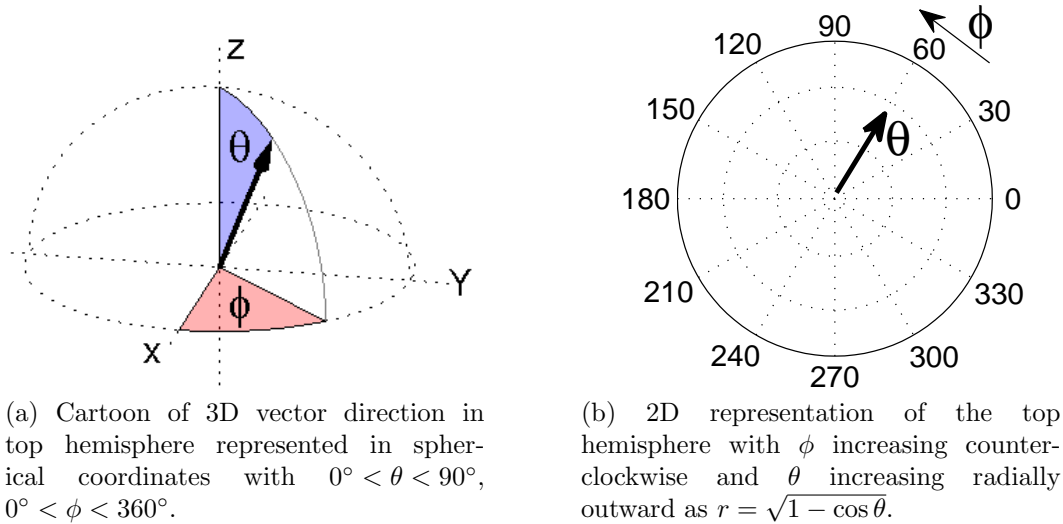 Z
θ
Y
ϕ
X
90
60
ϕ
120
30
150
θ
180
0
210
330
240
300
270
(a) Cartoon of 3D vector direction in
top hemisphere represented in spher-
ical coordinates with 0° < θ < 90°,
0° < ϕ < 360°.
(b) 2D representation of the top
hemisphere with ϕ increasing counter-
clockwise and θ increasing radially
outward as r = √1 − cos θ.